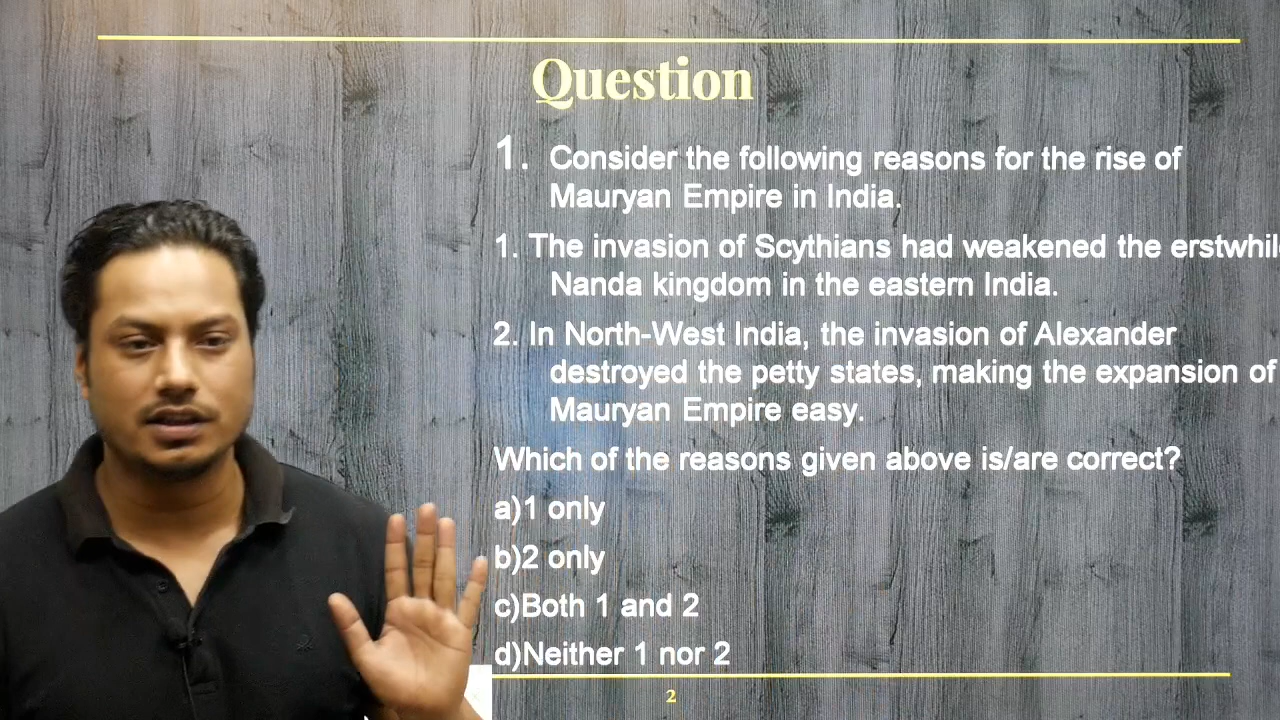 Question
1. Consider the following reasons for the rise of
Mauryan Empire in India.
1. The invasion of Scythians had weakened the erstwhil
Nanda kingdom in the eastern India.
2. In North-West India, the invasion of Alexander
destroyed the petty states, making the expansion of
Mauryan Empire easy.
Which of the reasons given above is/are correct?
a)1 only
b)2 only
c)Both 1 and 2
d)Neither 1 nor 2
2